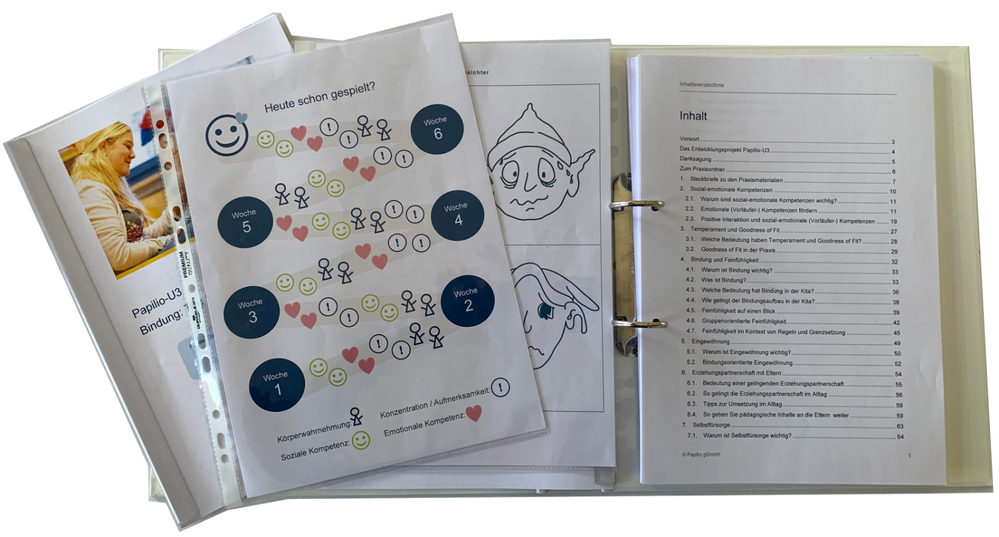 Papilio-U3
Bindung:
PREMIUM
QUALITY
DURABLE
Heute schon gespielt?
Woche
6
Woche
5
Woche
4
Woche
3
Woche
2
Woche
1
Körperwahrnehmung:
Konzentration / Aufmerksamkeit:
Soziale Kompetenz:
Emotionale Kompetenz:
sichter
Inhaltsverzeichnis
Inhalt
Vorwort 3
Das Entwicklungsprojekt Papilio-U3 4
Danksagung 5
Zum Praxisordner 6
1. Steckbriefe zu den Praxismaterialien 7
2. Sozial-emotionale Kompetenzen 10
2.1. Warum sind sozial-emotionale Kompetenzen wichtig? 11
2.2. Emotionale (Vorläufer-) Kompetenzen fördern 11
2.3. Positive Interaktion und sozial-emotionale (Vorläufer-) Kompetenzen 19
3. Temperament und Goodness of Fit 27
3.1. Welche Bedeutung haben Temperament und Goodness of Fit? 28
3.2. Goodness of Fit in der Praxis 29
4. Bindung und Feinfühligkeit 32
4.1. Warum ist Bindung wichtig? 33
4.2. Was ist Bindung? 33
4.3. Welche Bedeutung hat Bindung in der Kita? 36
4.4. Wie gelingt der Bindungsaufbau in der Kita? 38
4.5. Feinfühligkeit auf einen Blick 39
4.6. Gruppenorientierte Feinfühligkeit 42
4.7. Feinfühligkeit im Kontext von Regeln und Grenzsetzung 45
5. Eingewöhnung 49
5.1. Warum ist Eingewöhnung wichtig? 50
5.2. Bindungsorientierte Eingewöhnung 52
6. Erziehungspartnerschaft mit Eltern 54
6.1. Bedeutung einer gelingenden Erziehungspartnerschaft 55
6.2. So gelingt die Erziehungspartnerschaft im Alltag 56
6.3. Tipps zur Umsetzung im Alltag 59
6.4. So geben Sie pädagogische Inhalte an die Eltern weiter 59
7. Selbstfürsorge 63
7.1. Warum ist Selbstfürsorge wichtig? 64
© Papilio gGmbH 1